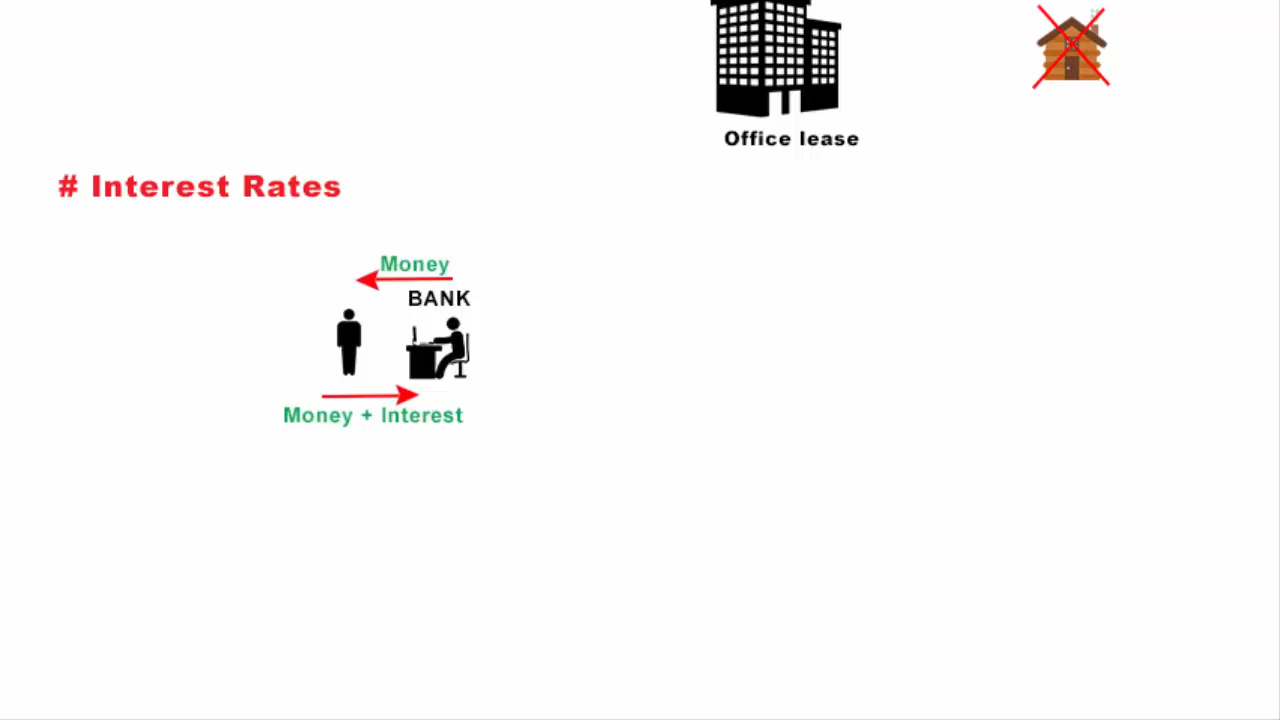 Office lease
# Interest Rates
Money
BANK
Money + Interest